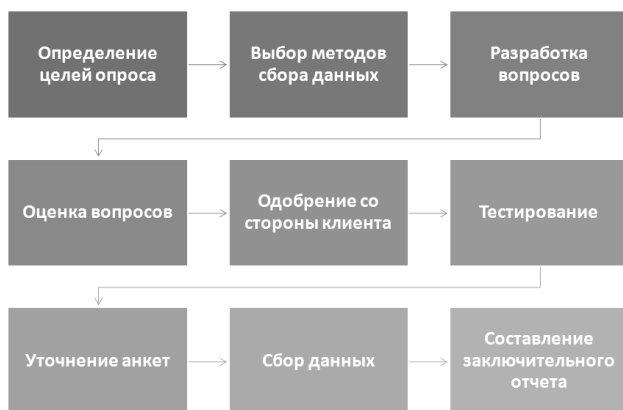 Определение
целей опроса
Выбор методов
сбора данных
Разработка
вопросов
Оценка вопросов
Одобрение со
стороны клиента
Тестирование
Уточнение анкет
Сбор данных
Составление
заключительного
отчета